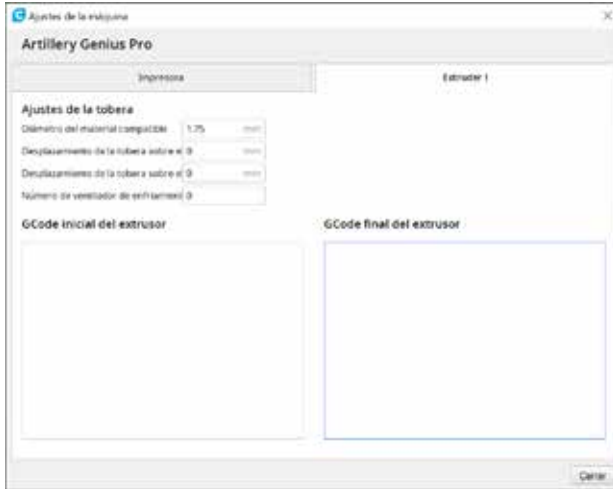 Ajustes de la máquina
Artillery Genius Pro
Impresora
Extruder 1
Ajustes de la tobera
Diámetro del material compatible 1.75 mm
Desplazamiento de la tobera sobre el 0 mm
Desplazamiento de la tobera sobre el 0 mm
Número de ventilador de enfriamient 0
GCode inicial del extrusor
GCode final del extrusor
Cerrar